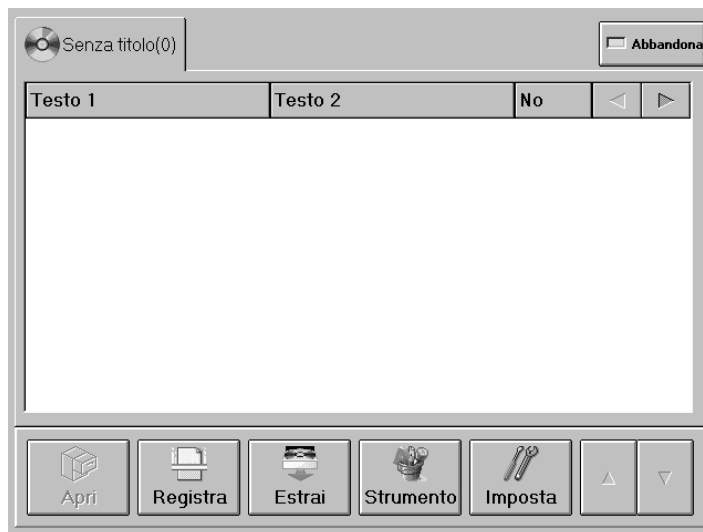 Senza titolo(0)
Abbandona
Testo 1 Testo 2 No
Apri Registra Estrai Strumento Imposta